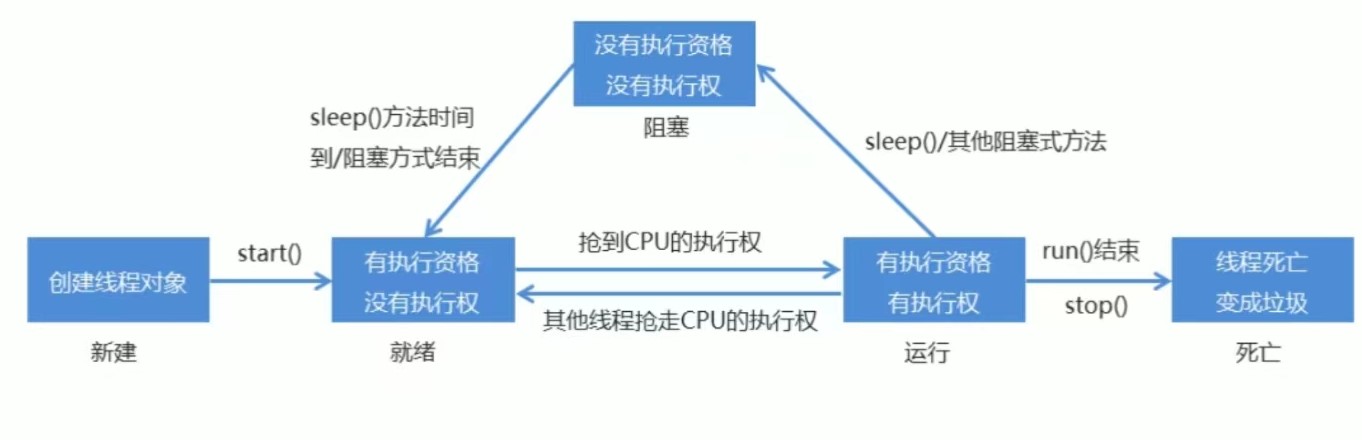 没有执行资格
没有执行权
阻塞
sleep()方法时间
到/阻塞方式结束
sleep()/其他阻塞式方法
创建线程对象
新建
start()
有执行资格
没有执行权
就绪
抢到CPU的执行权
其他线程抢走CPU的执行权
有执行资格
有执行权
运行
run()结束
stop()
线程死亡
变成垃圾
死亡